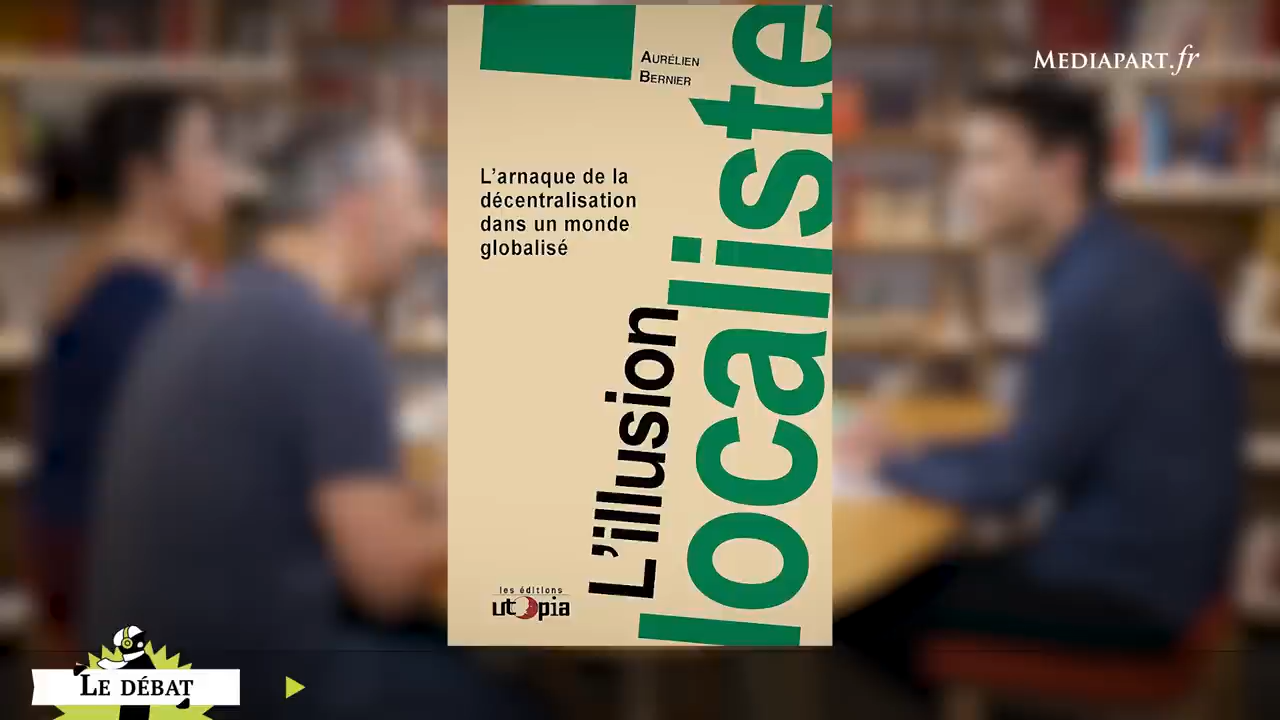 Mediapart.fr
Aurélien
Bernier
L'arnaque de la
décentralisation
dans un monde
globalisé
L'illusion
localiste
les éditions
utopia
Le débat